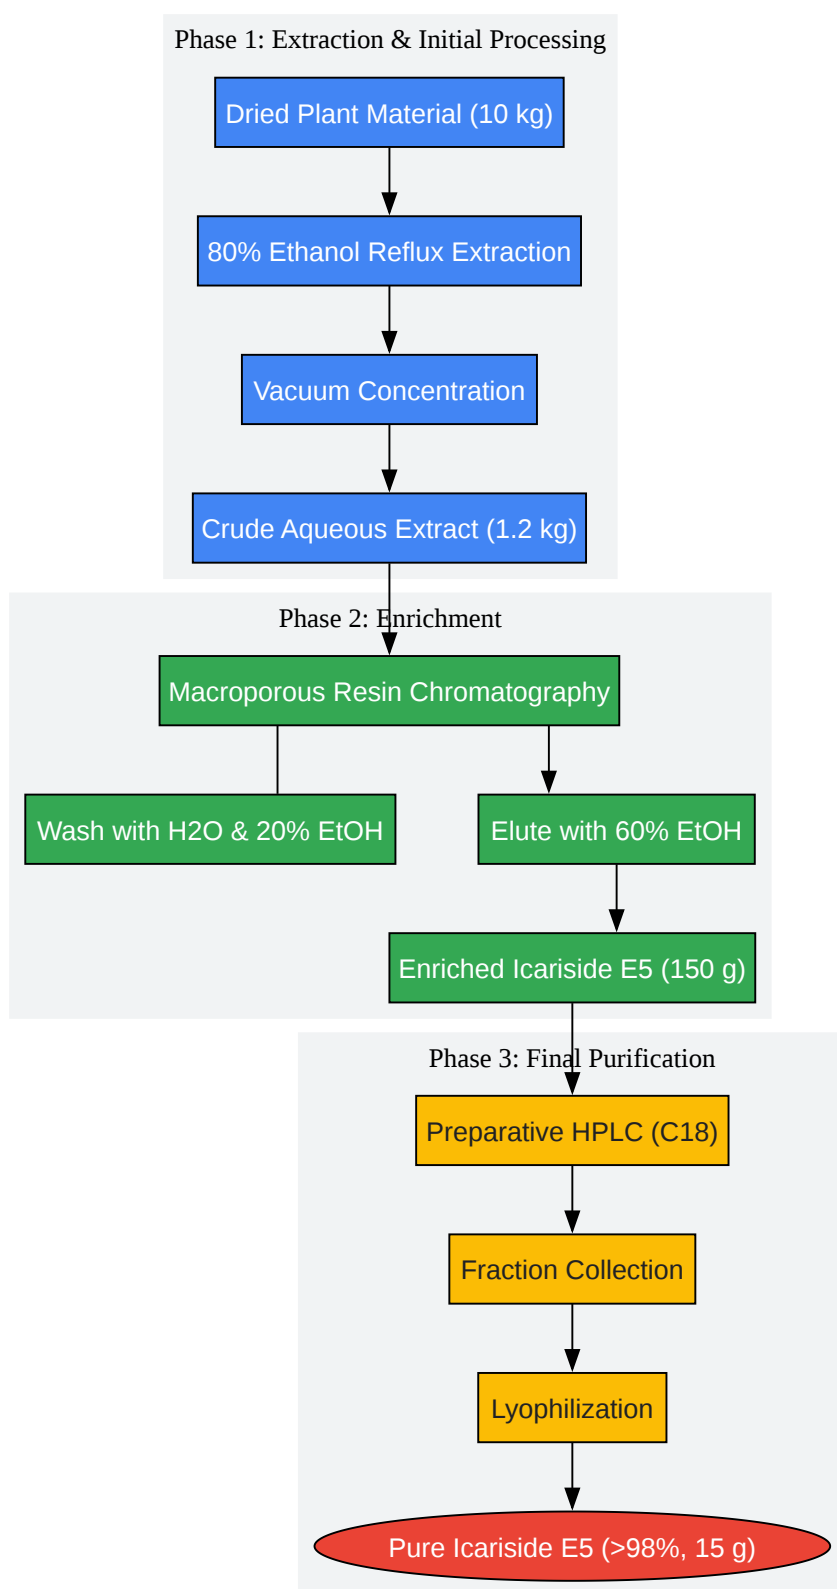 Phase 1: Extraction & Initial Processing
Dried Plant Material (10 kg)
80% Ethanol Reflux Extraction
Vacuum Concentration
Crude Aqueous Extract (1.2 kg)
Phase 2: Enrichment
Macroporous Resin Chromatography
Wash with H2O & 20% EtOH
Elute with 60% EtOH
Enriched Icariside E5 (150 g)
Phase 3: Final Purification
Preparative HPLC (C18)
Fraction Collection
Lyophilization
Pure Icariside E5 (>98%, 15 g)